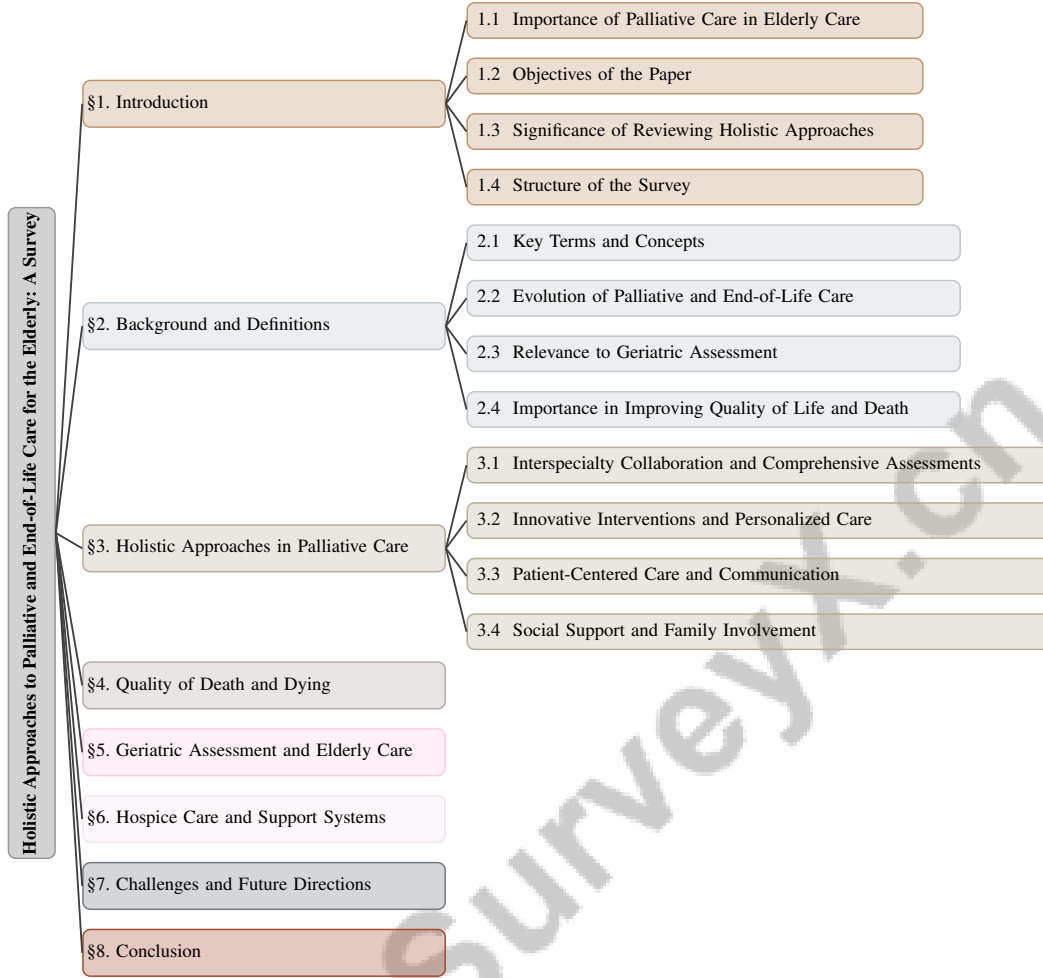 Holistic Approaches to Palliative and End-of-Life Care for the Elderly: A Survey
§1. Introduction
1.1 Importance of Palliative Care in Elderly Care
1.2 Objectives of the Paper
1.3 Significance of Reviewing Holistic Approaches
1.4 Structure of the Survey
§2. Background and Definitions
2.1 Key Terms and Concepts
2.2 Evolution of Palliative and End-of-Life Care
2.3 Relevance to Geriatric Assessment
2.4 Importance in Improving Quality of Life and Death
§3. Holistic Approaches in Palliative Care
3.1 Interspecialty Collaboration and Comprehensive Assessments
3.2 Innovative Interventions and Personalized Care
3.3 Patient-Centered Care and Communication
3.4 Social Support and Family Involvement
§4. Quality of Death and Dying
§5. Geriatric Assessment and Elderly Care
§6. Hospice Care and Support Systems
§7. Challenges and Future Directions
§8. Conclusion
SurveyX.cn